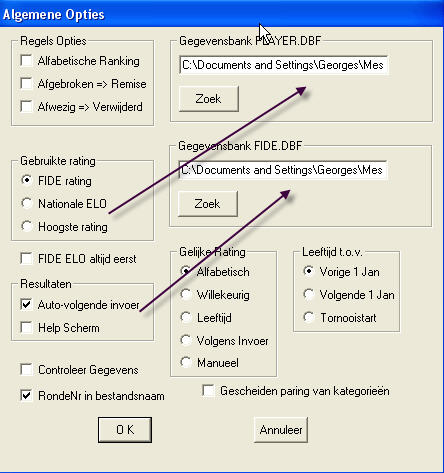 Algemene Opties
Regels Opties
Alfabetische Ranking
Afgebroken => Remise
Afwezig => Verwijderd
Gegevensbank PLAYER.DBF
C:\Documents and Settings\Georges\Mes
Zoek
Gebruikte rating
FIDE rating
Nationale ELO
Hoogste rating
Gegevensbank FIDE.DBF
C:\Documents and Settings\Georges\Mes
Zoek
FIDE ELO altijd eerst
Resultaten
Auto-volgende invoer
Help Scherm
Gelijke Rating
Alfabetisch
Willekeurig
Leeftijd
Volgens Invoer
Manueel
Leeftijd t.o.v.
Vorige 1 Jan
Volgende 1 Jan
Tornooistart
Controleer Gegevens
RondeNr in bestandsnaam
Gescheiden paring van kategorieën
O K
Annuleer